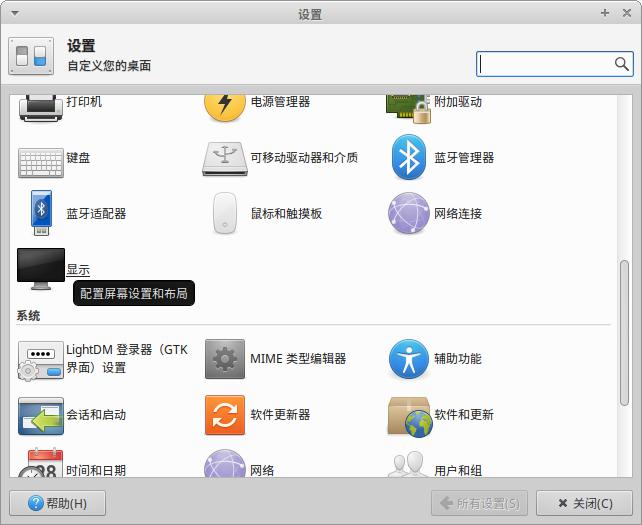 设置
设置
自定义您的桌面
打印机
电源管理器
附加驱动
键盘
可移动驱动器和介质
蓝牙管理器
蓝牙适配器
鼠标和触摸板
网络连接
显示
配置屏幕设置和布局
系统
LightDM 登录器（GTK
界面）设置
MIME 类型编辑器
辅助功能
会话和启动
软件更新器
软件和更新
时间和日期
网络
用户和组
帮助(H)
所有设置(S)
关闭(C)